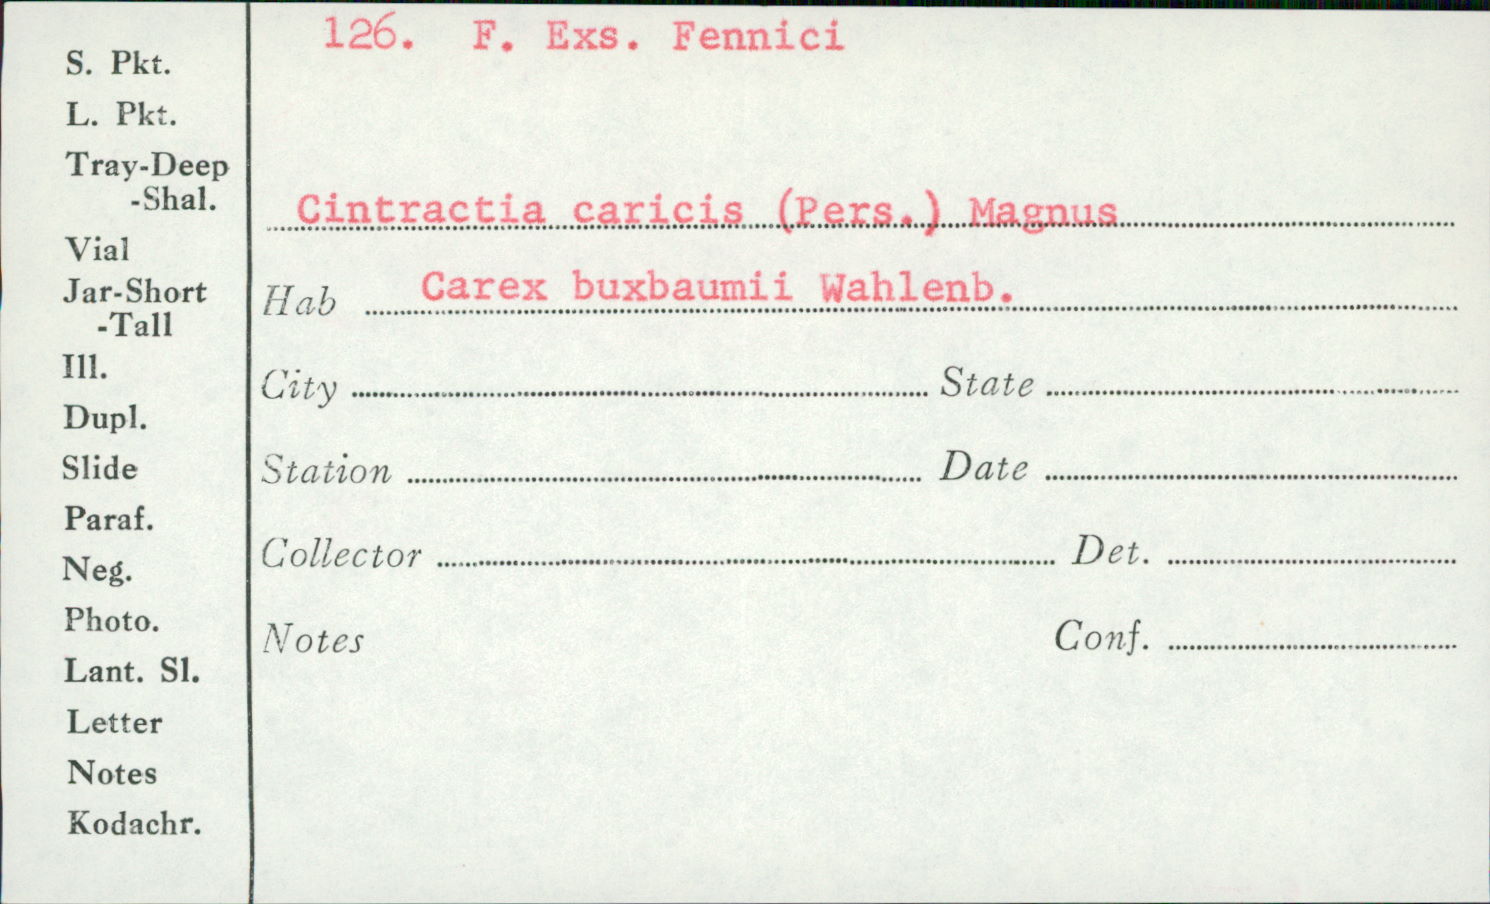 126. F. Exs. Fennici
S. Pkt.
L. Pkt.
Tray-Deep
-Shal.
Vial
Jar-Short
-Tall
Ill.
Dupl.
Slide
Paraf.
Neg.
Photo.
Lant. Sl.
Letter
Notes
Kodachr.
Cintractia caricis (Pers.) Magnus
Hab Carex buxbaumii Wahlenb.
City State
Station Date
Collector Det.
Notes Conf.